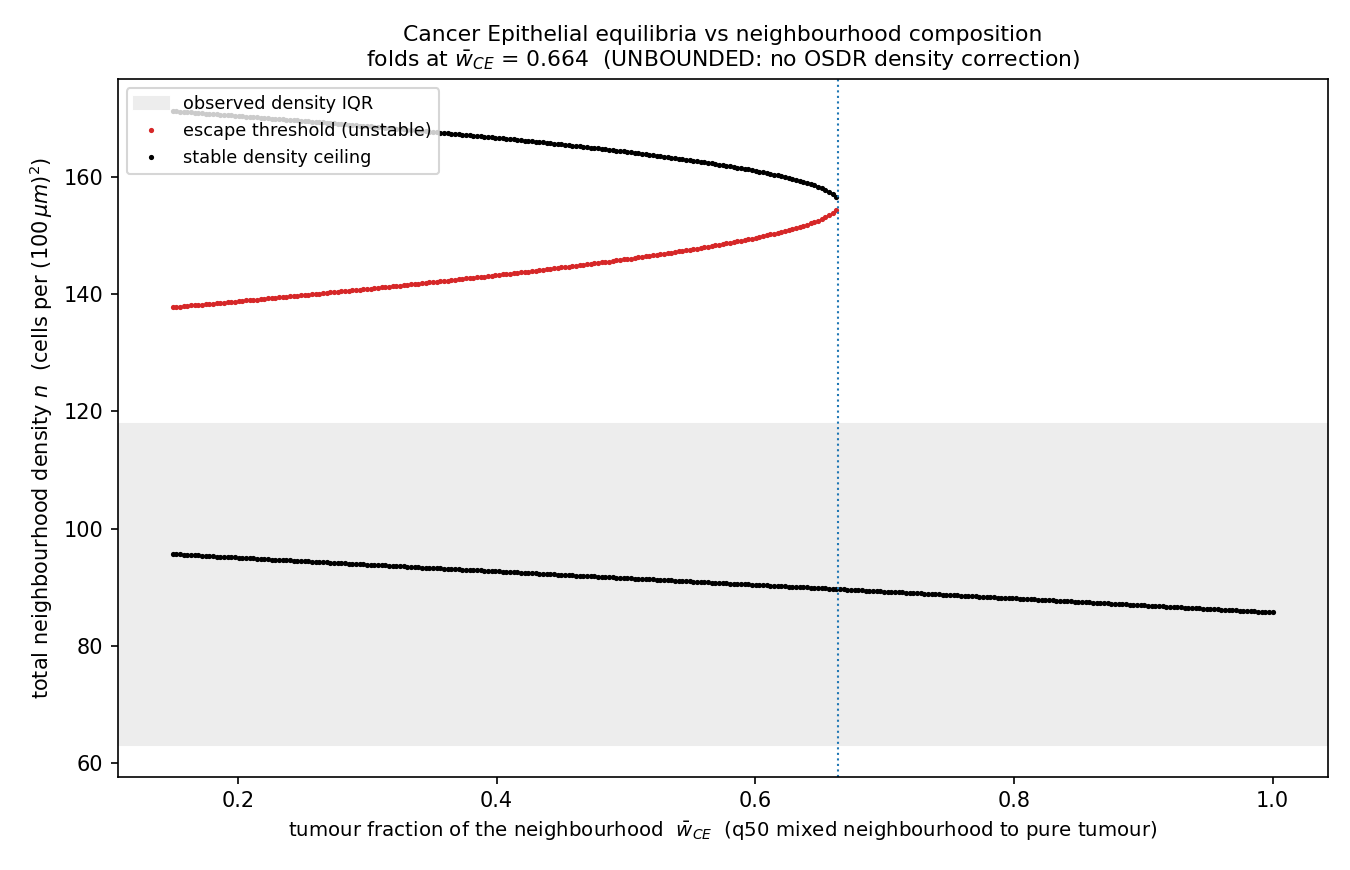 Cancer Epithelial equilibria vs neighbourhood composition
folds at w̄_CE = 0.664 (UNBOUNDED: no OSDR density correction)
observed density IQR
escape threshold (unstable)
stable density ceiling
total neighbourhood density n (cells per (100 μm)²)
160
140
120
100
80
60
0.2
0.4
0.6
0.8
1.0
tumour fraction of the neighbourhood w̄_CE (q50 mixed neighbourhood to pure tumour)